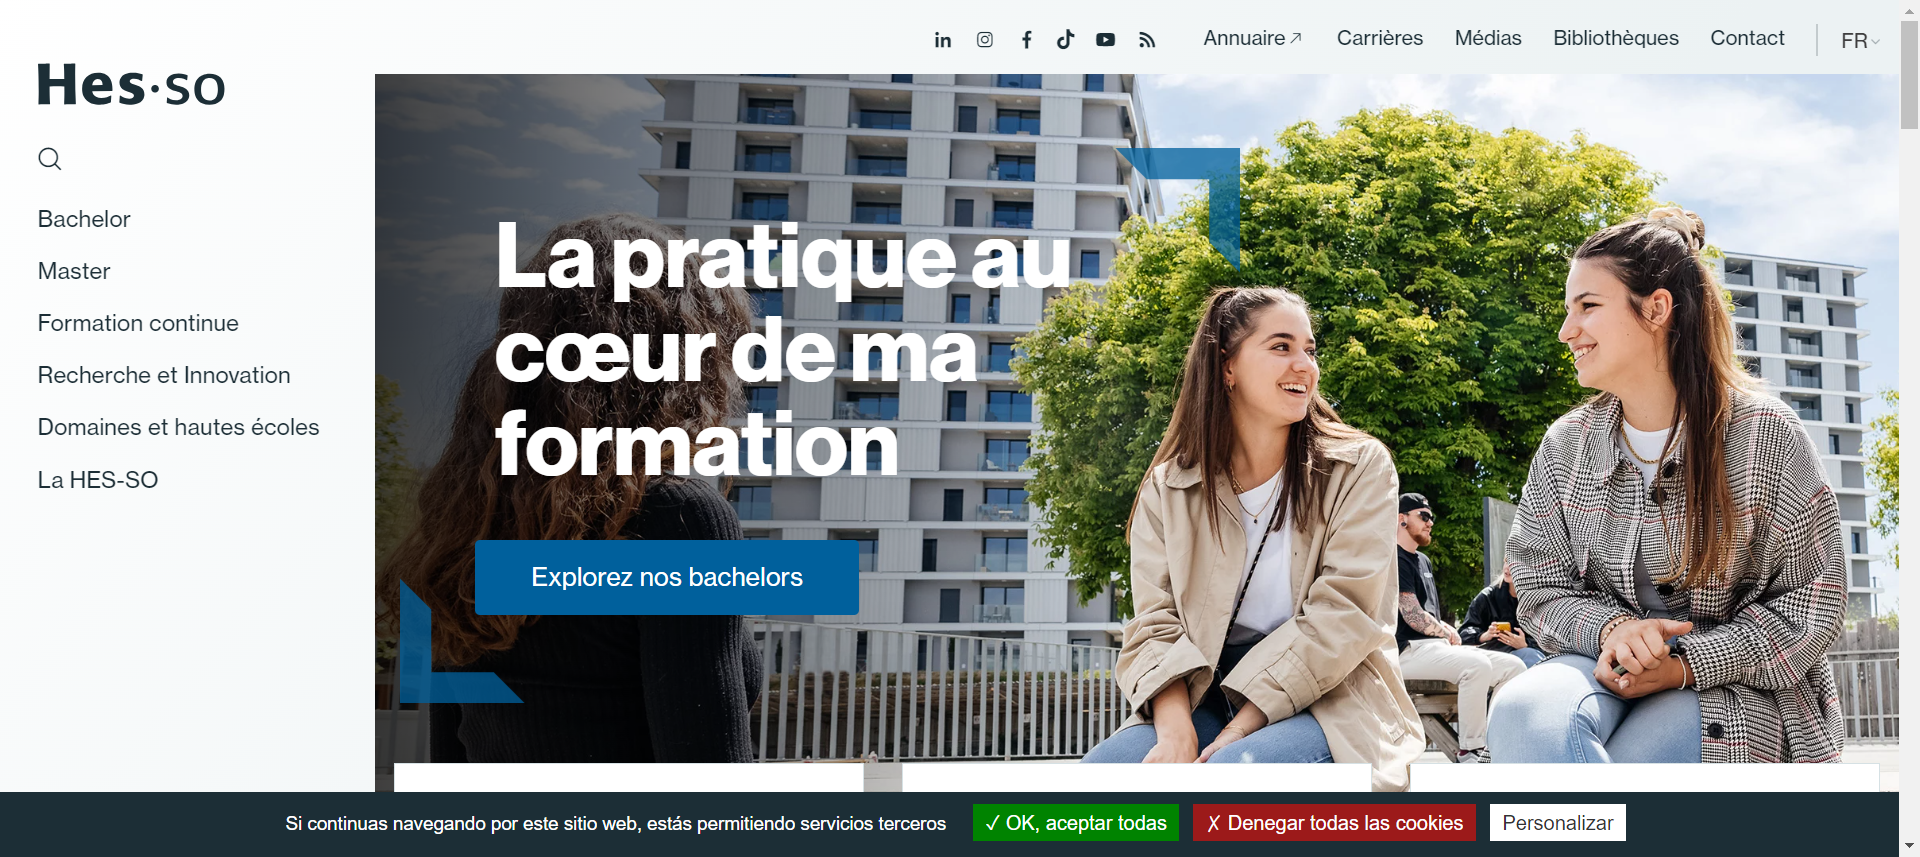 Annuaire
Carrières
Médias
Bibliothèques
Contact
FR
Hes·so
Bachelor
Master
Formation continue
Recherche et Innovation
Domaines et hautes écoles
La HES-SO
La pratique au
cœur de ma
formation
Explorez nos bachelors
Si continuas navegando por este sitio web, estás permitiendo servicios terceros
✓ OK, aceptar todas
✗ Denegar todas las cookies
Personalizar